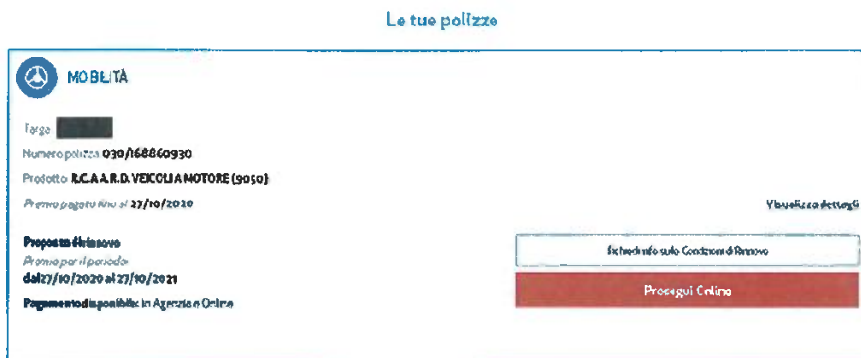 Le tue polizze
MOBILITÀ
Targa
Numero polizza 030/168860930
Prodotto R.C.A A.R.D. VEICOLI A MOTORE (9050)
Premio pagato fino al 27/10/2020
Visualizza dettagli
Proposta di rinnovo
Premio per il periodo:
dal 27/10/2020 al 27/10/2021
Pagamento disponibile: in Agenzia e Online
Richiedi info sulle Condizioni di Rinnovo
Prosegui Online